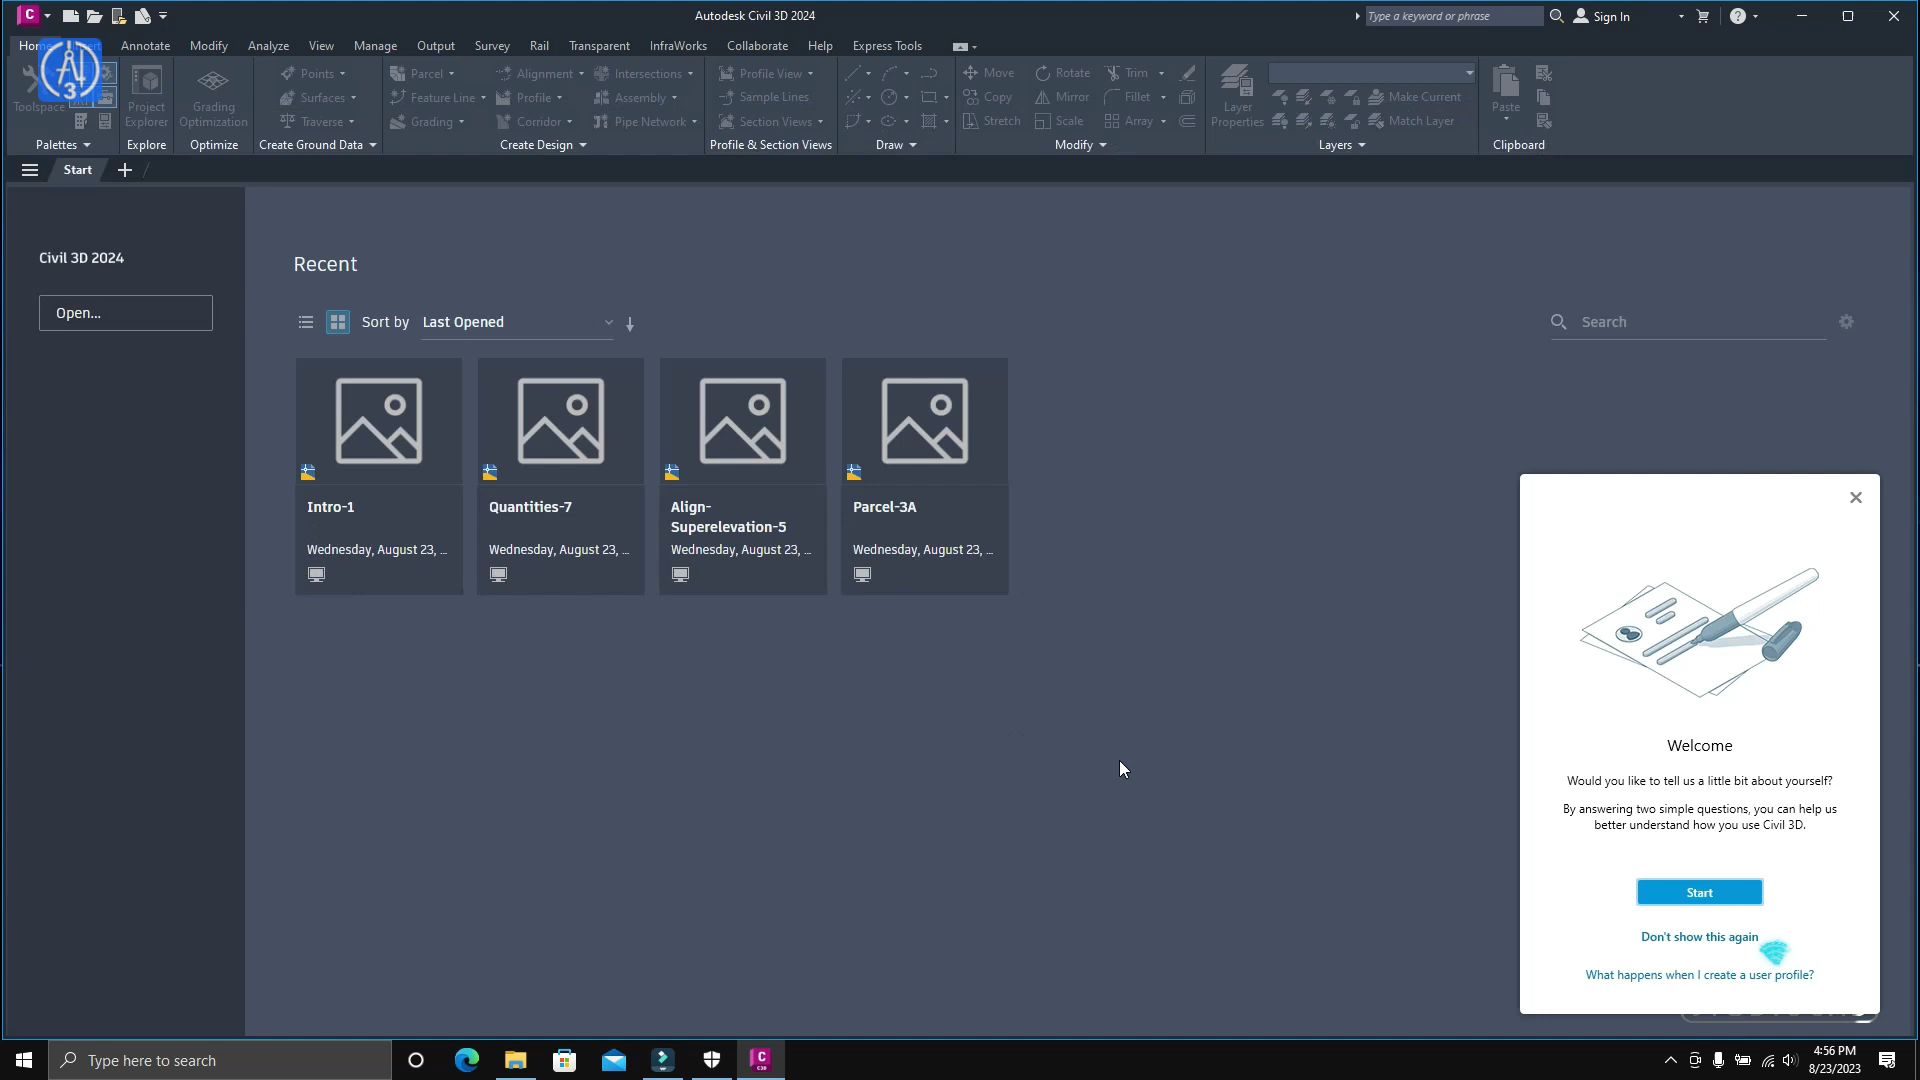 C
Autodesk Civil 3D 2024
Type a keyword or phrase
Sign In
Annotate
Modify
Analyze
View
Manage
Output
Survey
Rail
Transparent
InfraWorks
Collaborate
Help
Express Tools
Toolspace
Palettes
Project Explorer
Explore
Grading Optimization
Optimize
Points
Surfaces
Traverse
Create Ground Data
Parcel
Feature Line
Grading
Alignment
Profile
Corridor
Intersections
Assembly
Pipe Network
Create Design
Profile View
Sample Lines
Section Views
Profile & Section Views
Draw
Move
Copy
Stretch
Rotate
Mirror
Scale
Trim
Fillet
Array
Modify
Layer Properties
Make Current
Match Layer
Layers
Paste
Clipboard
Start
Civil 3D 2024
Open...
Recent
Sort by
Last Opened
Search
Intro-1
Wednesday, August 23, ...
Quantities-7
Wednesday, August 23, ...
Align-
Superelevation-5
Wednesday, August 23, ...
Parcel-3A
Wednesday, August 23, ...
Welcome
Would you like to tell us a little bit about yourself?
By answering two simple questions, you can help us
better understand how you use Civil 3D.
Start
Don't show this again
What happens when I create a user profile?
Type here to search
4:56 PM
8/23/2023